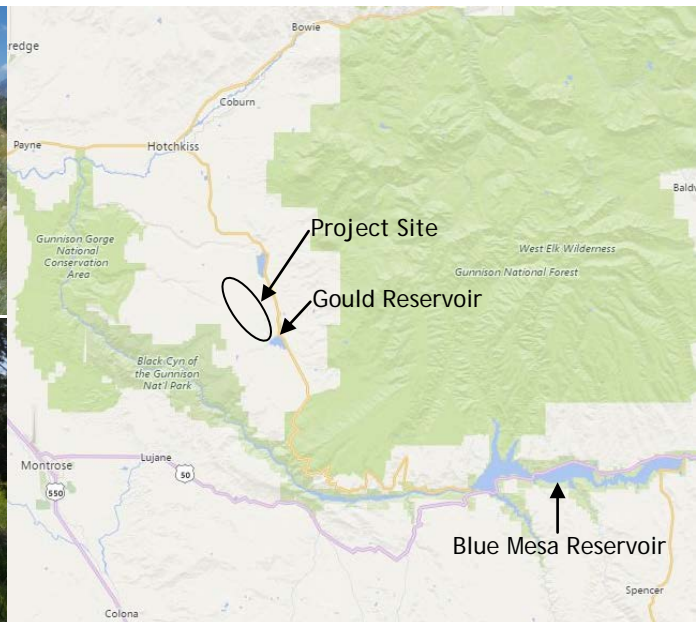 Bowie
redge
Coburn
Payne
Hotchkiss
Baldv
Project Site
Gunnison Gorge
National
Conservation
Area
West Elk Wilderness
Gunnison National Forest
Gould Reservoir
Black Cyn of
the Gunnison
Nat'l Park
Montrose
Lujane
50
550
Blue Mesa Reservoir
Spencer
Colona